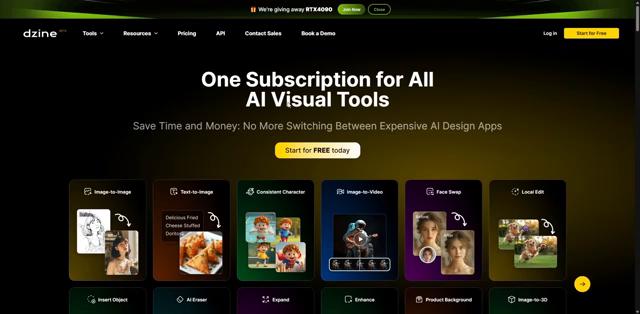 We're giving away RTX4090
Join Now
Close
dzine
Tools
Resources
Pricing
API
Contact Sales
Book a Demo
Log in
Start for Free
One Subscription for All
AI Visual Tools
Save Time and Money: No More Switching Between Expensive AI Design Apps
Start for FREE today
Image-to-Image
Text-to-Image
Consistent Character
Image-to-Video
Face Swap
Local Edit
Delicious Fried
Cheese Stuffed
Insert Object
AI Eraser
Expand
Enhance
Product Background
Image-to-3D